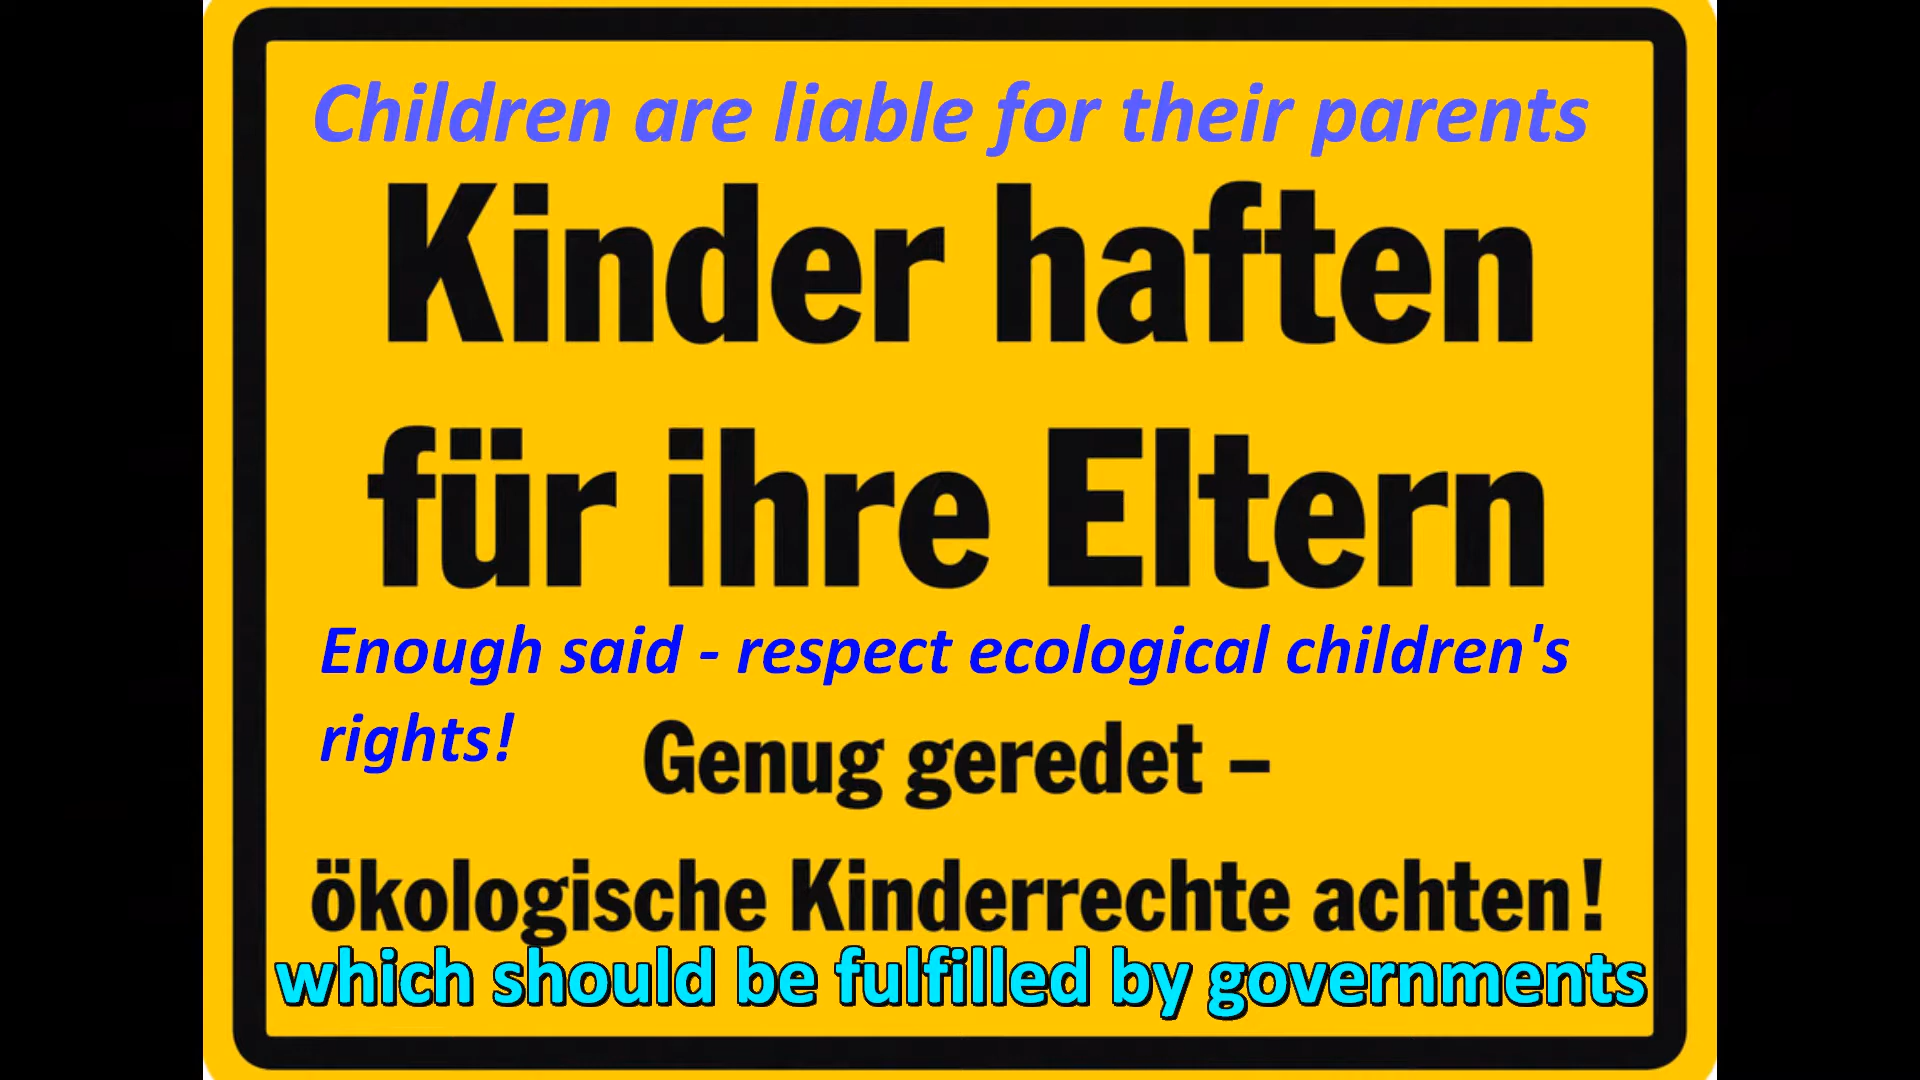 Children are liable for their parents
Kinder haften
für ihre Eltern
Enough said - respect ecological children's
rights!
Genug geredet –
ökologische Kinderrechte achten!
which should be fulfilled by governments